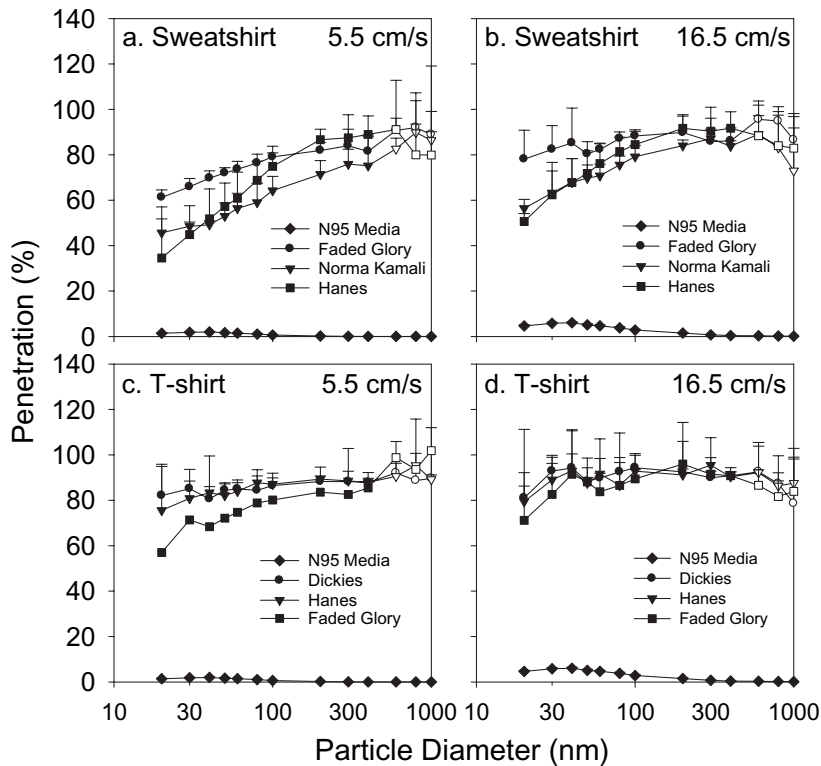 Penetration (%)
140
120
100
80
60
40
20
0
a. Sweatshirt 5.5 cm/s
N95 Media
Faded Glory
Norma Kamali
Hanes
b. Sweatshirt 16.5 cm/s
N95 Media
Faded Glory
Norma Kamali
Hanes
140
120
100
80
60
40
20
0
c. T-shirt 5.5 cm/s
N95 Media
Dickies
Hanes
Faded Glory
d. T-shirt 16.5 cm/s
N95 Media
Dickies
Hanes
Faded Glory
10 30 100 300 1000
10 30 100 300 1000
Particle Diameter (nm)